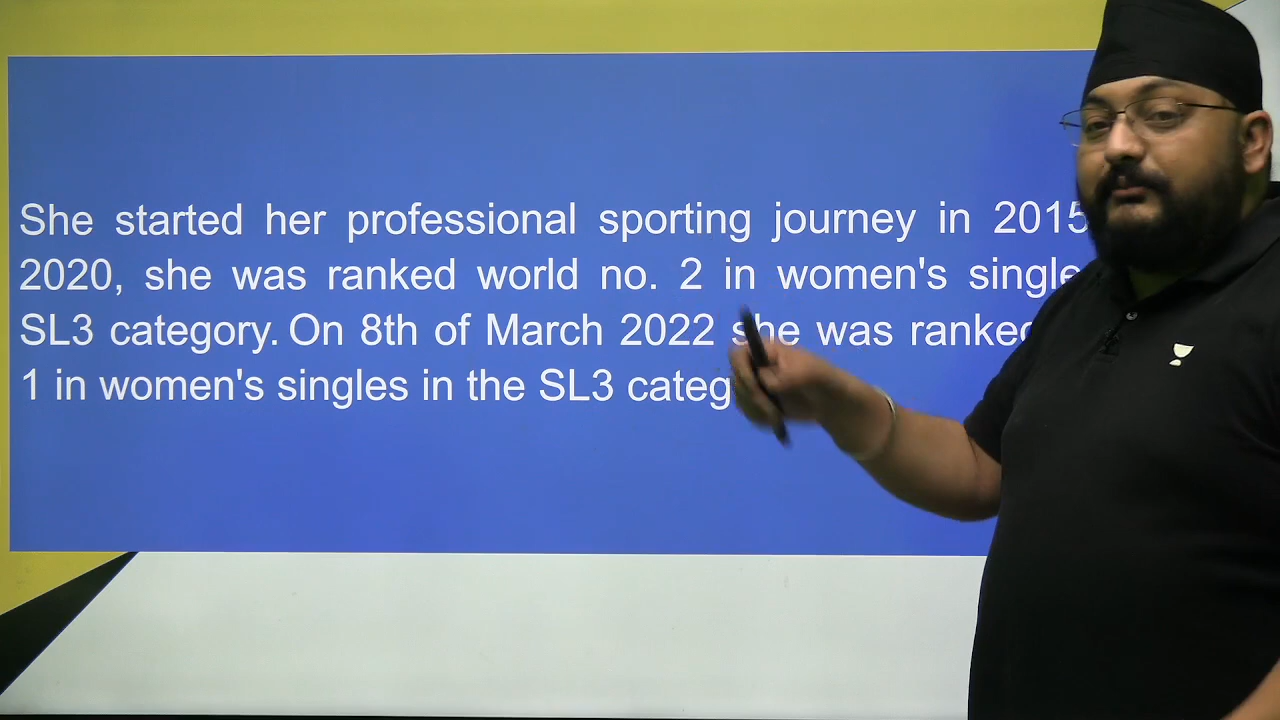 She started her professional sporting journey in 2015
2020, she was ranked world no. 2 in women's single
SL3 category. On 8th of March 2022 she was ranked
1 in women's singles in the SL3 categ